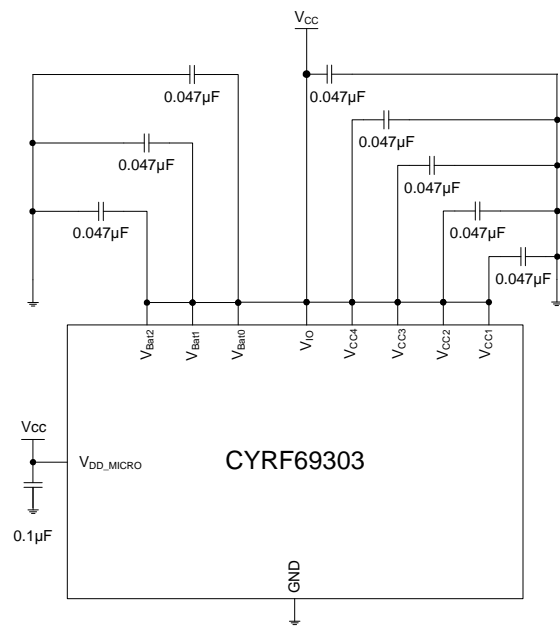 VCC
0.047µF
0.047µF
0.047µF
0.047µF
0.047µF
0.047µF
0.047µF
0.047µF
VBat2
VBat1
VBat0
VIO
VCC4
VCC3
VCC2
VCC1
Vcc
VDD_MICRO
CYRF69303
0.1µF
GND